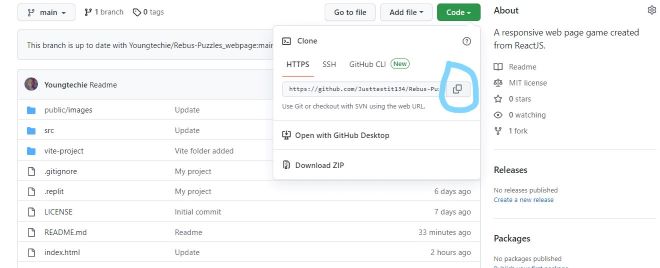 main
1 branch
0 tags
Go to file
Add file
Code
This branch is up to date with Youngtechie/Rebus-Puzzles_webpage:main
Youngtechie Readme
public/images Update
src Update
vite-project Vite folder added
.gitignore My project
.replit My project 6 days ago
LICENSE Initial commit 7 days ago
README.md Readme 33 minutes ago
index.html Update 2 hours ago
Clone
HTTPS SSH GitHub CLI New
https://github.com/Justtestit134/Rebus-Pu
Use Git or checkout with SVN using the web URL.
Open with GitHub Desktop
Download ZIP
About
A responsive web page game created
from ReactJS.
Readme
MIT license
0 stars
0 watching
1 fork
Releases
No releases published
Create a new release
Packages
No packages published
Publish your first package